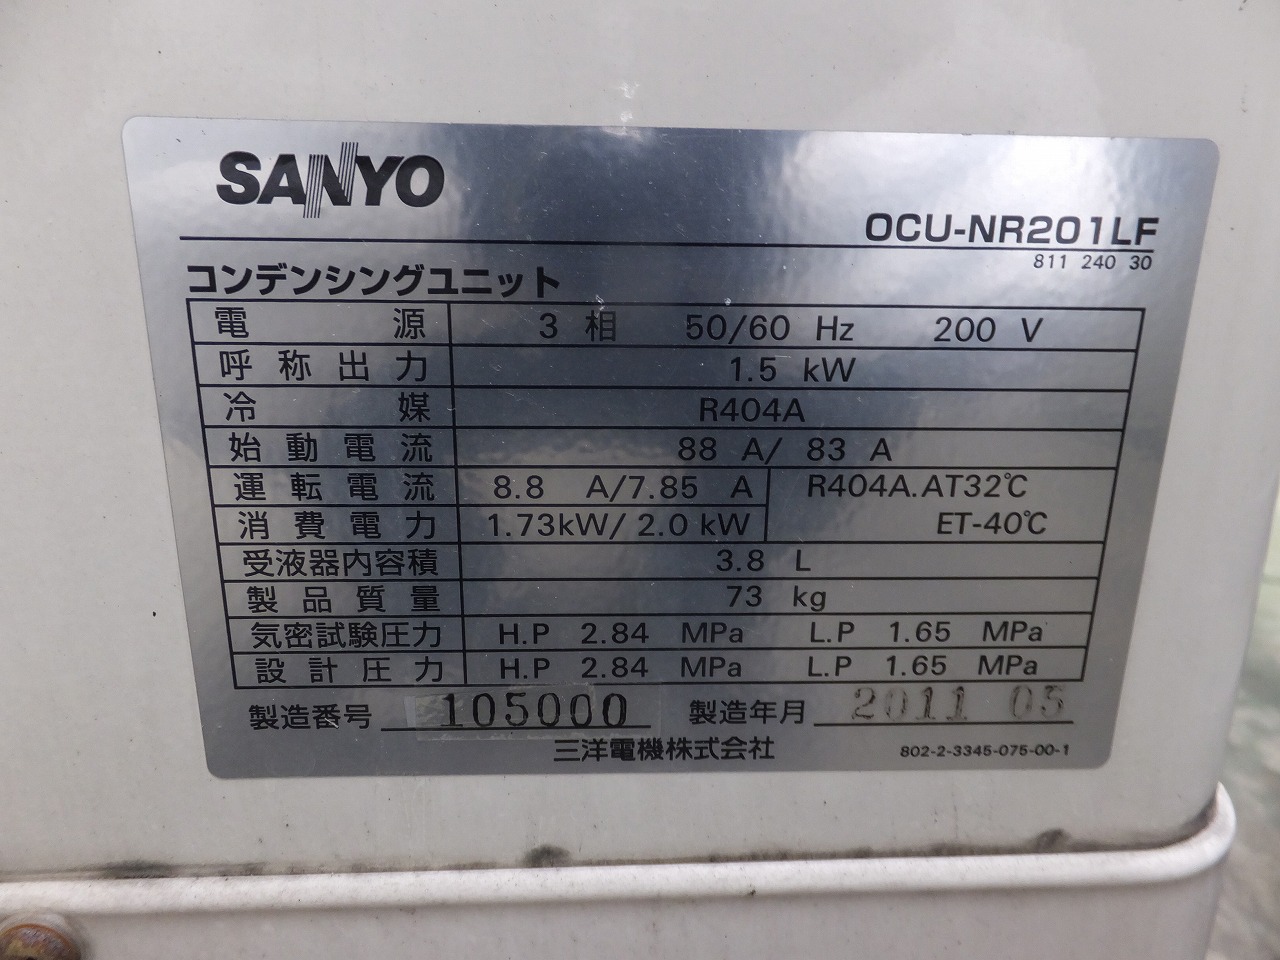 SANYO
OCU-NR201LF
811 240 30
コンデンシングユニット
電源 3 相 50/60 Hz 200 V
呼称出力 1.5 kW
冷媒 R404A
始動電流 88 A/ 83 A
運転電流 8.8 A/7.85 A R404A.AT32℃
消費電力 1.73kW/ 2.0 kW ET-40℃
受液器内容積 3.8 L
製品質量 73 kg
気密試験圧力 H.P 2.84 MPa L.P 1.65 MPa
設計圧力 H.P 2.84 MPa L.P 1.65 MPa
製造番号 105000 製造年月 2011 05
三洋電機株式会社 802-2-3345-075-00-1